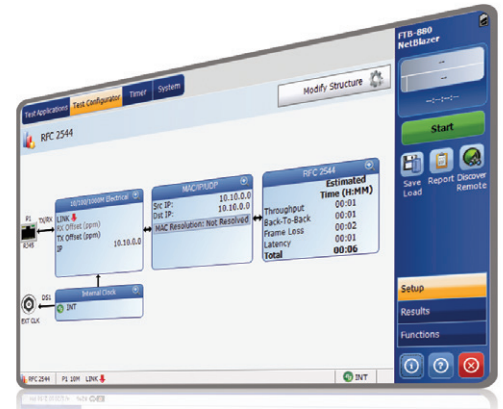 FTB-880
NetBlazer
--
--
--:--:--
Start
Save
Load
Report
Discover
Remote
Setup
Results
Functions
Test Applications
Test Configurator
Timer
System
Modify Structure
RFC 2544
P1
TX/RX
RJ45
10/100/1000M Electrical
LINK
RX Offset (ppm)
TX Offset (ppm)
IP 10.10.0.0
MAC/IP/UDP
Src IP: 10.10.0.0
Dst IP: 10.10.0.0
MAC Resolution: Not Resolved
RFC 2544
Estimated
Time (H:MM)
Throughput 00:01
Back-To-Back 00:01
Frame Loss 00:02
Latency 00:01
Total 00:06
DS1
EXT CLK
Internal Clock
INT
RFC 2544 P1 10M LINK
INT